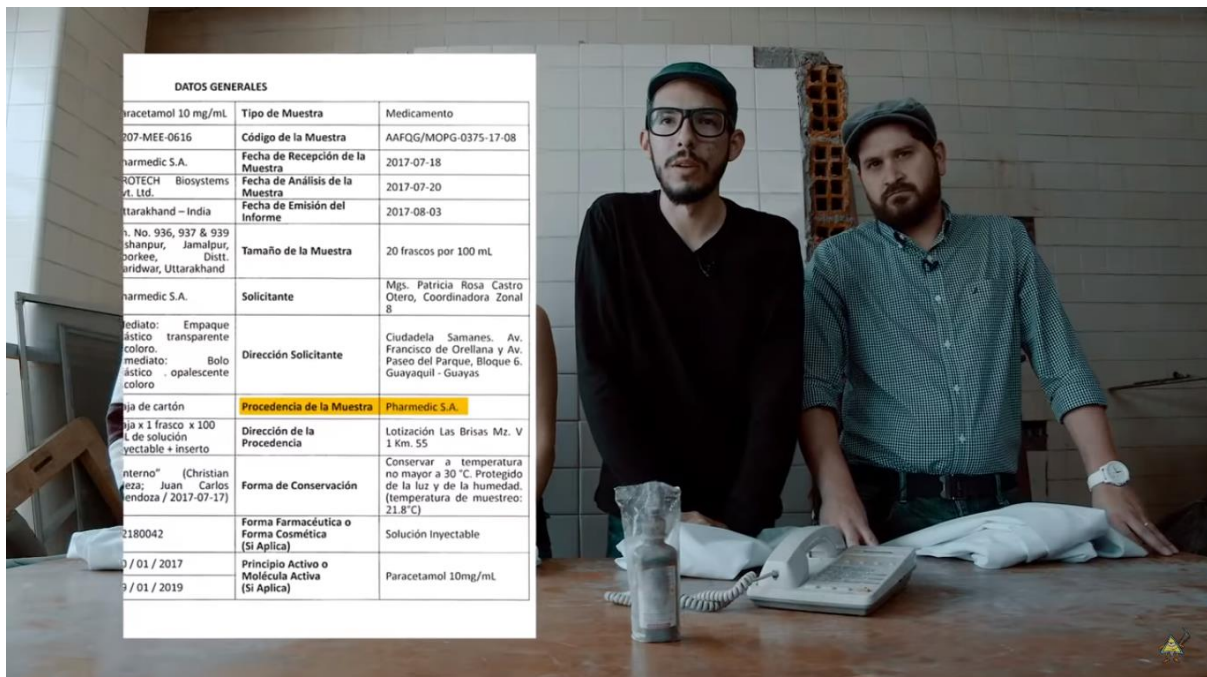 DATOS GENERALES
aracetamol 10 mg/mL Tipo de Muestra Medicamento
207-MEE-0616 Código de la Muestra AAFQG/MOPG-0375-17-08
harmedic S.A. Fecha de Recepción de la
Muestra 2017-07-18
ROTECH Biosystems
vt. Ltd. Fecha de Análisis de la
Muestra 2017-07-20
ttarakhand – India Fecha de Emisión del
Informe 2017-08-03
h. No. 936, 937 & 939
shanpur, Jamalpur,
oorkee, Distt.
aridwar, Uttarakhand
Tamaño de la Muestra 20 frascos por 100 mL
harmedic S.A. Solicitante
Mgs. Patricia Rosa Castro
Otero, Coordinadora Zonal
8
mediato: Empaque
ástico transparente
coloro.
mediato: Bolo
ástico . opalescente
coloro
Dirección Solicitante
Ciudadela Samanes. Av.
Francisco de Orellana y Av.
Paseo del Parque, Bloque 6.
Guayaquil - Guayas
aja de cartón Procedencia de la Muestra Pharmedic S.A.
aja x 1 frasco x 100
L de solución
yectable + inserto
Dirección de la
Procedencia
Lotización Las Brisas Mz. V
1 Km. 55
nterno" (Christian
eza; Juan Carlos
endoza / 2017-07-17)
Forma de Conservación
Conservar a temperatura
no mayor a 30 °C. Protegido
de la luz y de la humedad.
(temperatura de muestreo:
21.8°C)
2180042
Forma Farmacéutica o
Forma Cosmética
(Si Aplica)
Solución Inyectable
/ 01 / 2017
/ 01 / 2019
Principio Activo o
Molécula Activa
(Si Aplica)
Paracetamol 10mg/mL